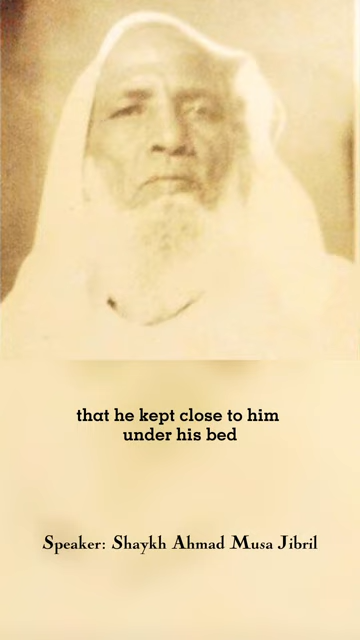 that he kept close to him
under his bed
Speaker: Shaykh Ahmad Musa Jibril